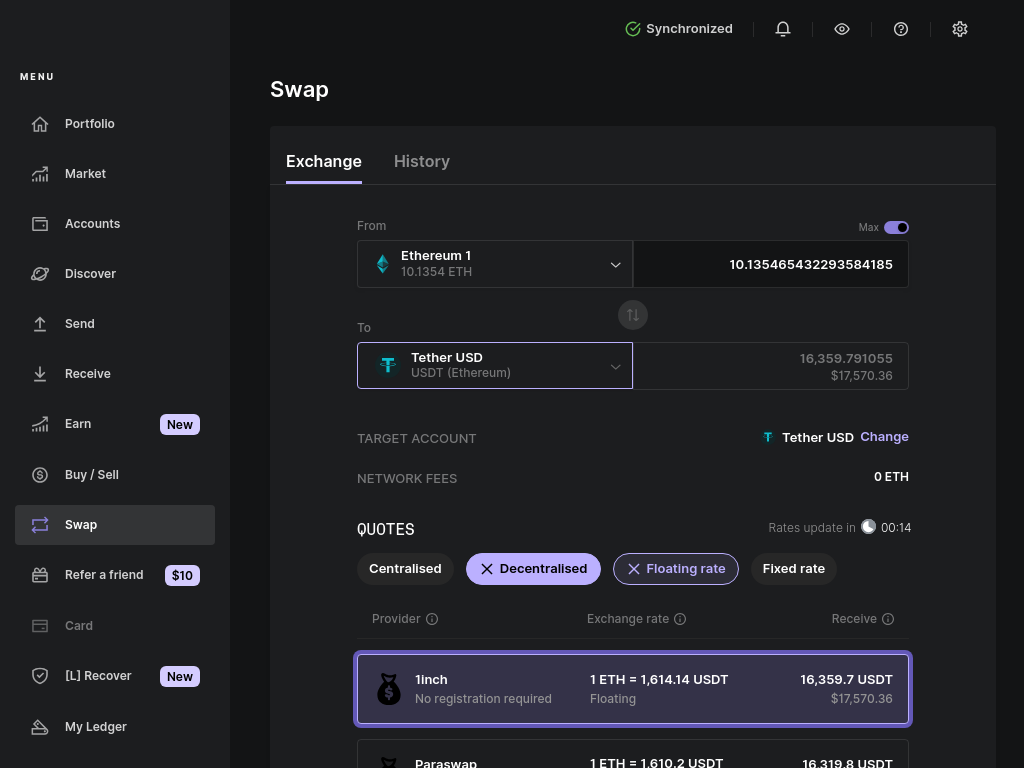 Synchronized
MENU
Portfolio
Market
Accounts
Discover
Send
Receive
Earn New
Buy / Sell
Swap
Refer a friend $10
Card
[L] Recover New
My Ledger
Swap
Exchange History
From Max
Ethereum 1
10.1354 ETH
10.135465432293584185
To
Tether USD
USDT (Ethereum)
16,359.791055
$17,570.36
TARGET ACCOUNT Tether USD Change
NETWORK FEES 0 ETH
QUOTES Rates update in 00:14
Centralised Decentralised Floating rate Fixed rate
Provider Exchange rate Receive
1inch 1 ETH = 1,614.14 USDT 16,359.7 USDT
No registration required Floating $17,570.36
Paraswap 1 ETH = 1,610.2 USDT 16,319.8 USDT